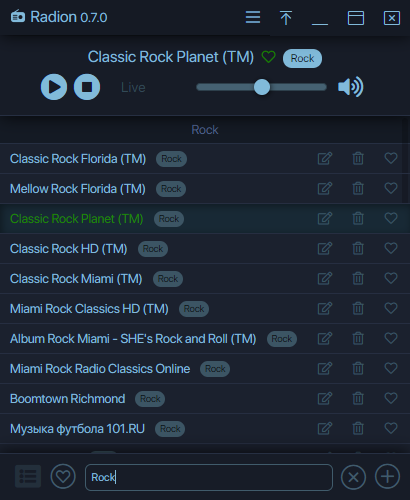 Radion 0.7.0
Classic Rock Planet (TM) Rock
Live
Rock
Classic Rock Florida (TM) Rock
Mellow Rock Florida (TM) Rock
Classic Rock Planet (TM) Rock
Classic Rock HD (TM) Rock
Classic Rock Miami (TM) Rock
Miami Rock Classics HD (TM) Rock
Album Rock Miami - SHE's Rock and Roll (TM) Rock
Miami Rock Radio Classics Online Rock
Boomtown Richmond Rock
Музыка футбола 101.RU Rock
Rock